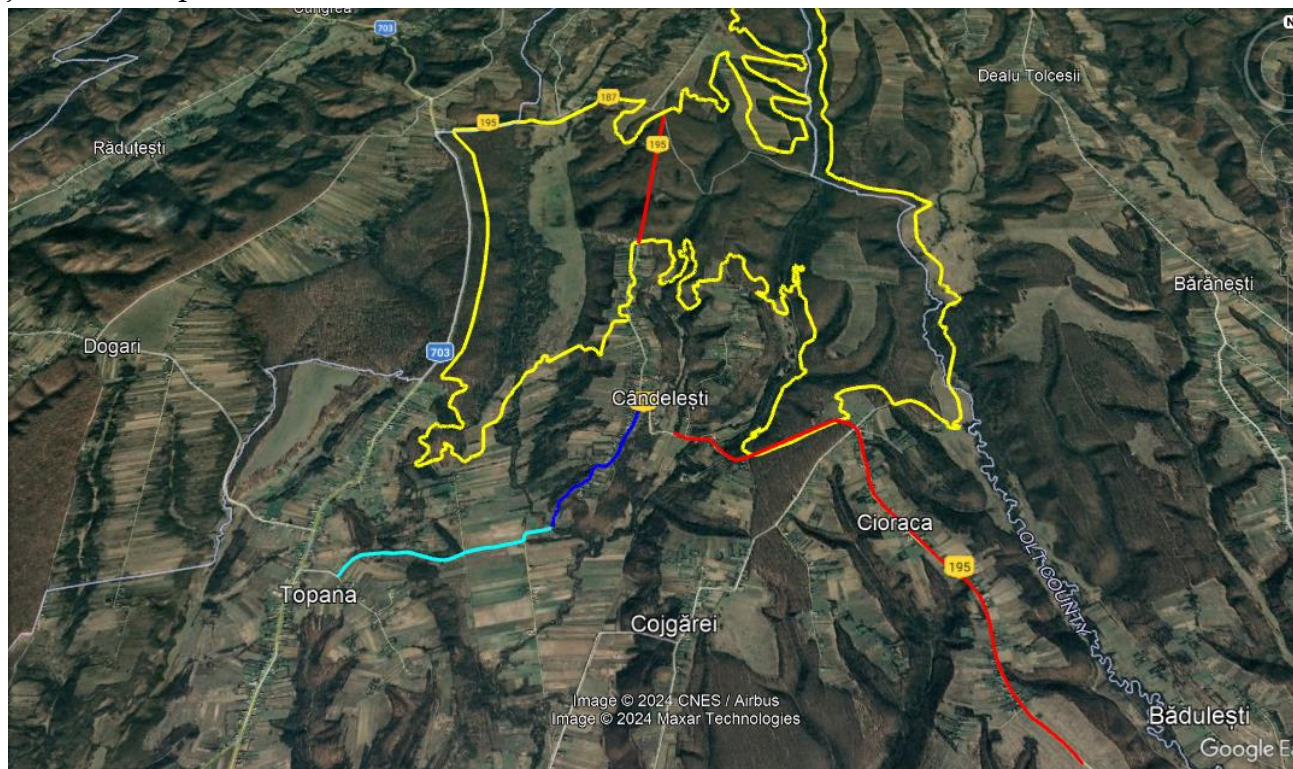 703
Dealu Tolcesii
187
195
195
Răduțești
Bărănești
Dogari
703
Cândelești
Cioraca
195
Topana
OLT COUNTY
Cojgărei
Image © 2024 CNES / Airbus
Image © 2024 Maxar Technologies
Bădulești
Google
N